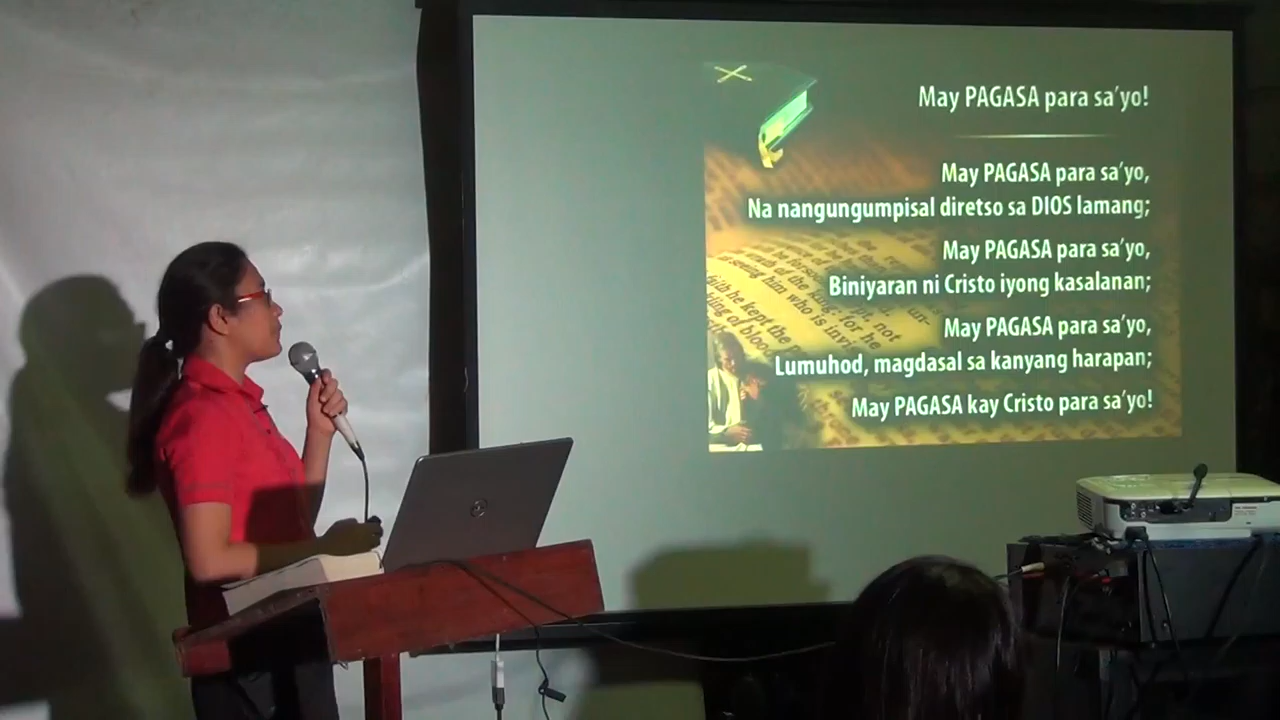 May PAGASA para sa'yo!
May PAGASA para sa'yo,
Na nangungumpisal diretso sa DIOS lamang;
May PAGASA para sa'yo,
Biniyaran ni Cristo iyong kasalanan;
May PAGASA para sa'yo,
Lumuhod, magdasal sa kanyang harapan;
May PAGASA kay Cristo para sa'yo!